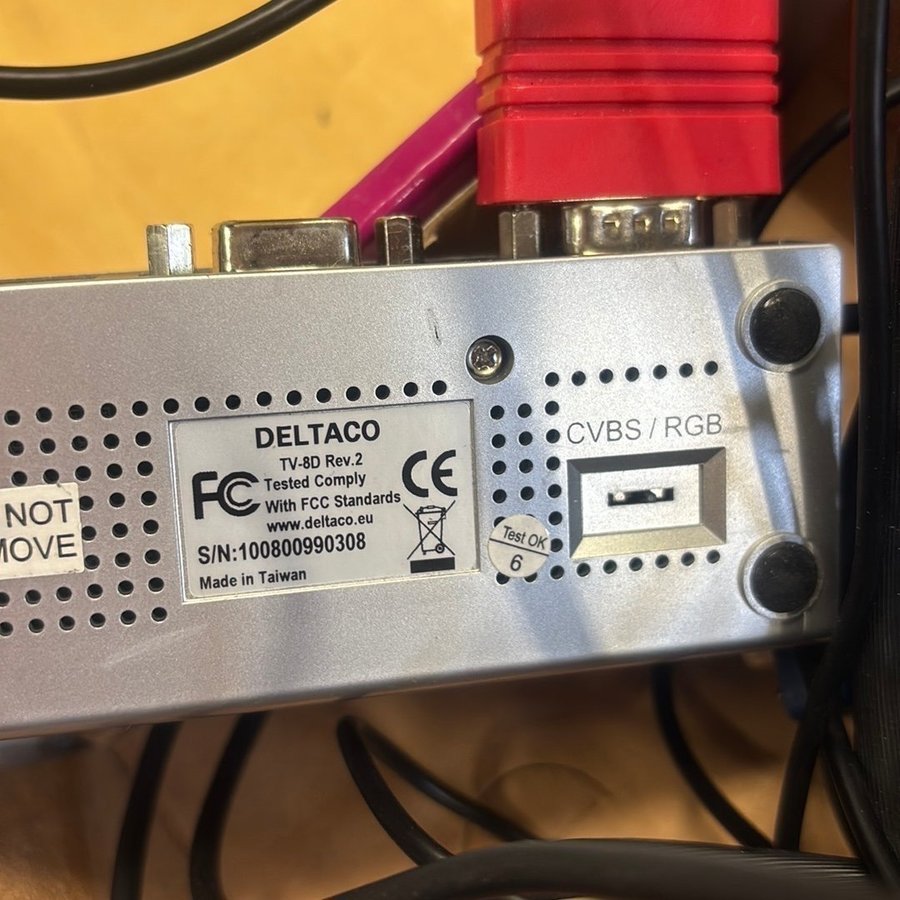 DELTACO
TV-8D Rev.2
FC Tested Comply
With FCC Standards
CE
www.deltaco.eu
S/N:100800990308
Made in Taiwan
NOT
MOVE
Test OK
6
CVBS / RGB